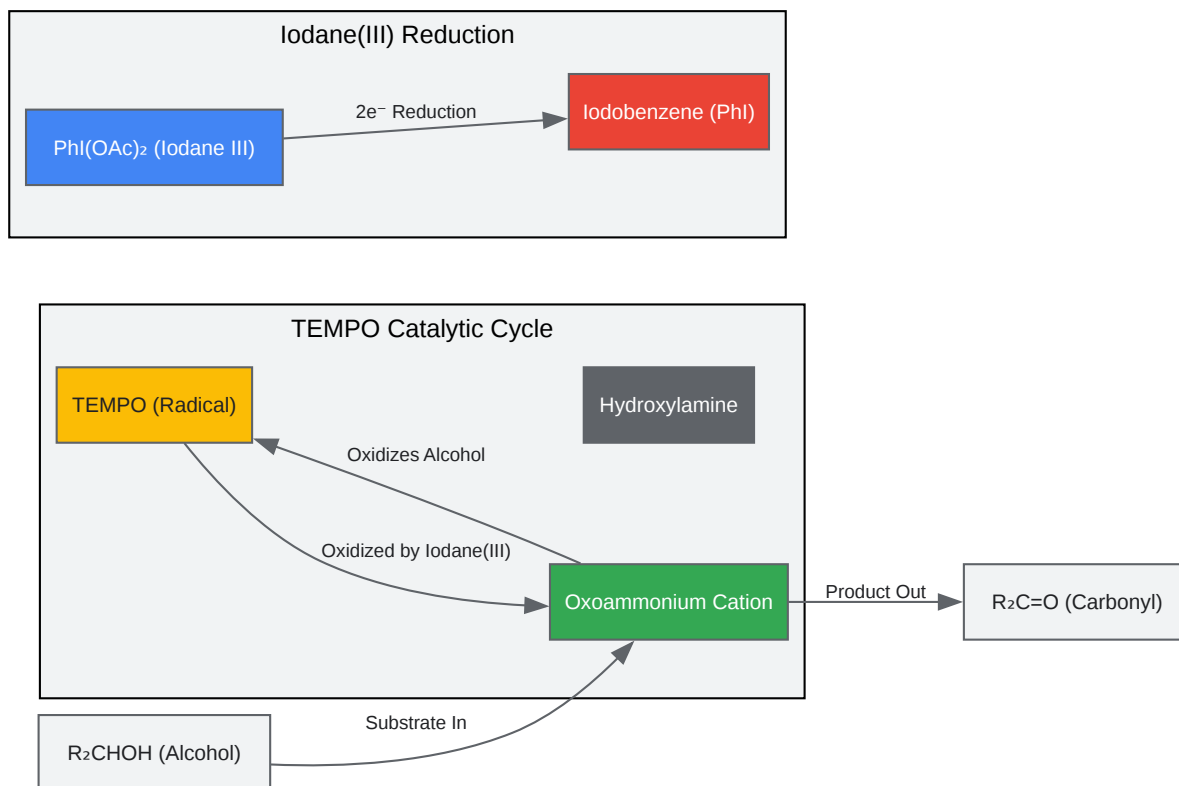 Iodane(III) Reduction
2e⁻ Reduction
Iodobenzene (PhI)
PhI(OAc)₂ (Iodane III)
TEMPO Catalytic Cycle
TEMPO (Radical)
Hydroxylamine
Oxidizes Alcohol
Oxidized by Iodane(III)
Oxoammonium Cation
Product Out
R₂C=O (Carbonyl)
Substrate In
R₂CHOH (Alcohol)